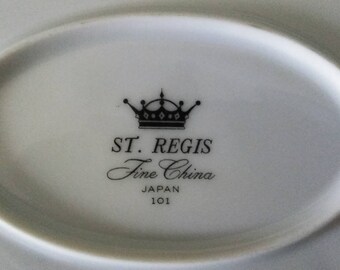 ST. REGIS
Fine China
JAPAN
101